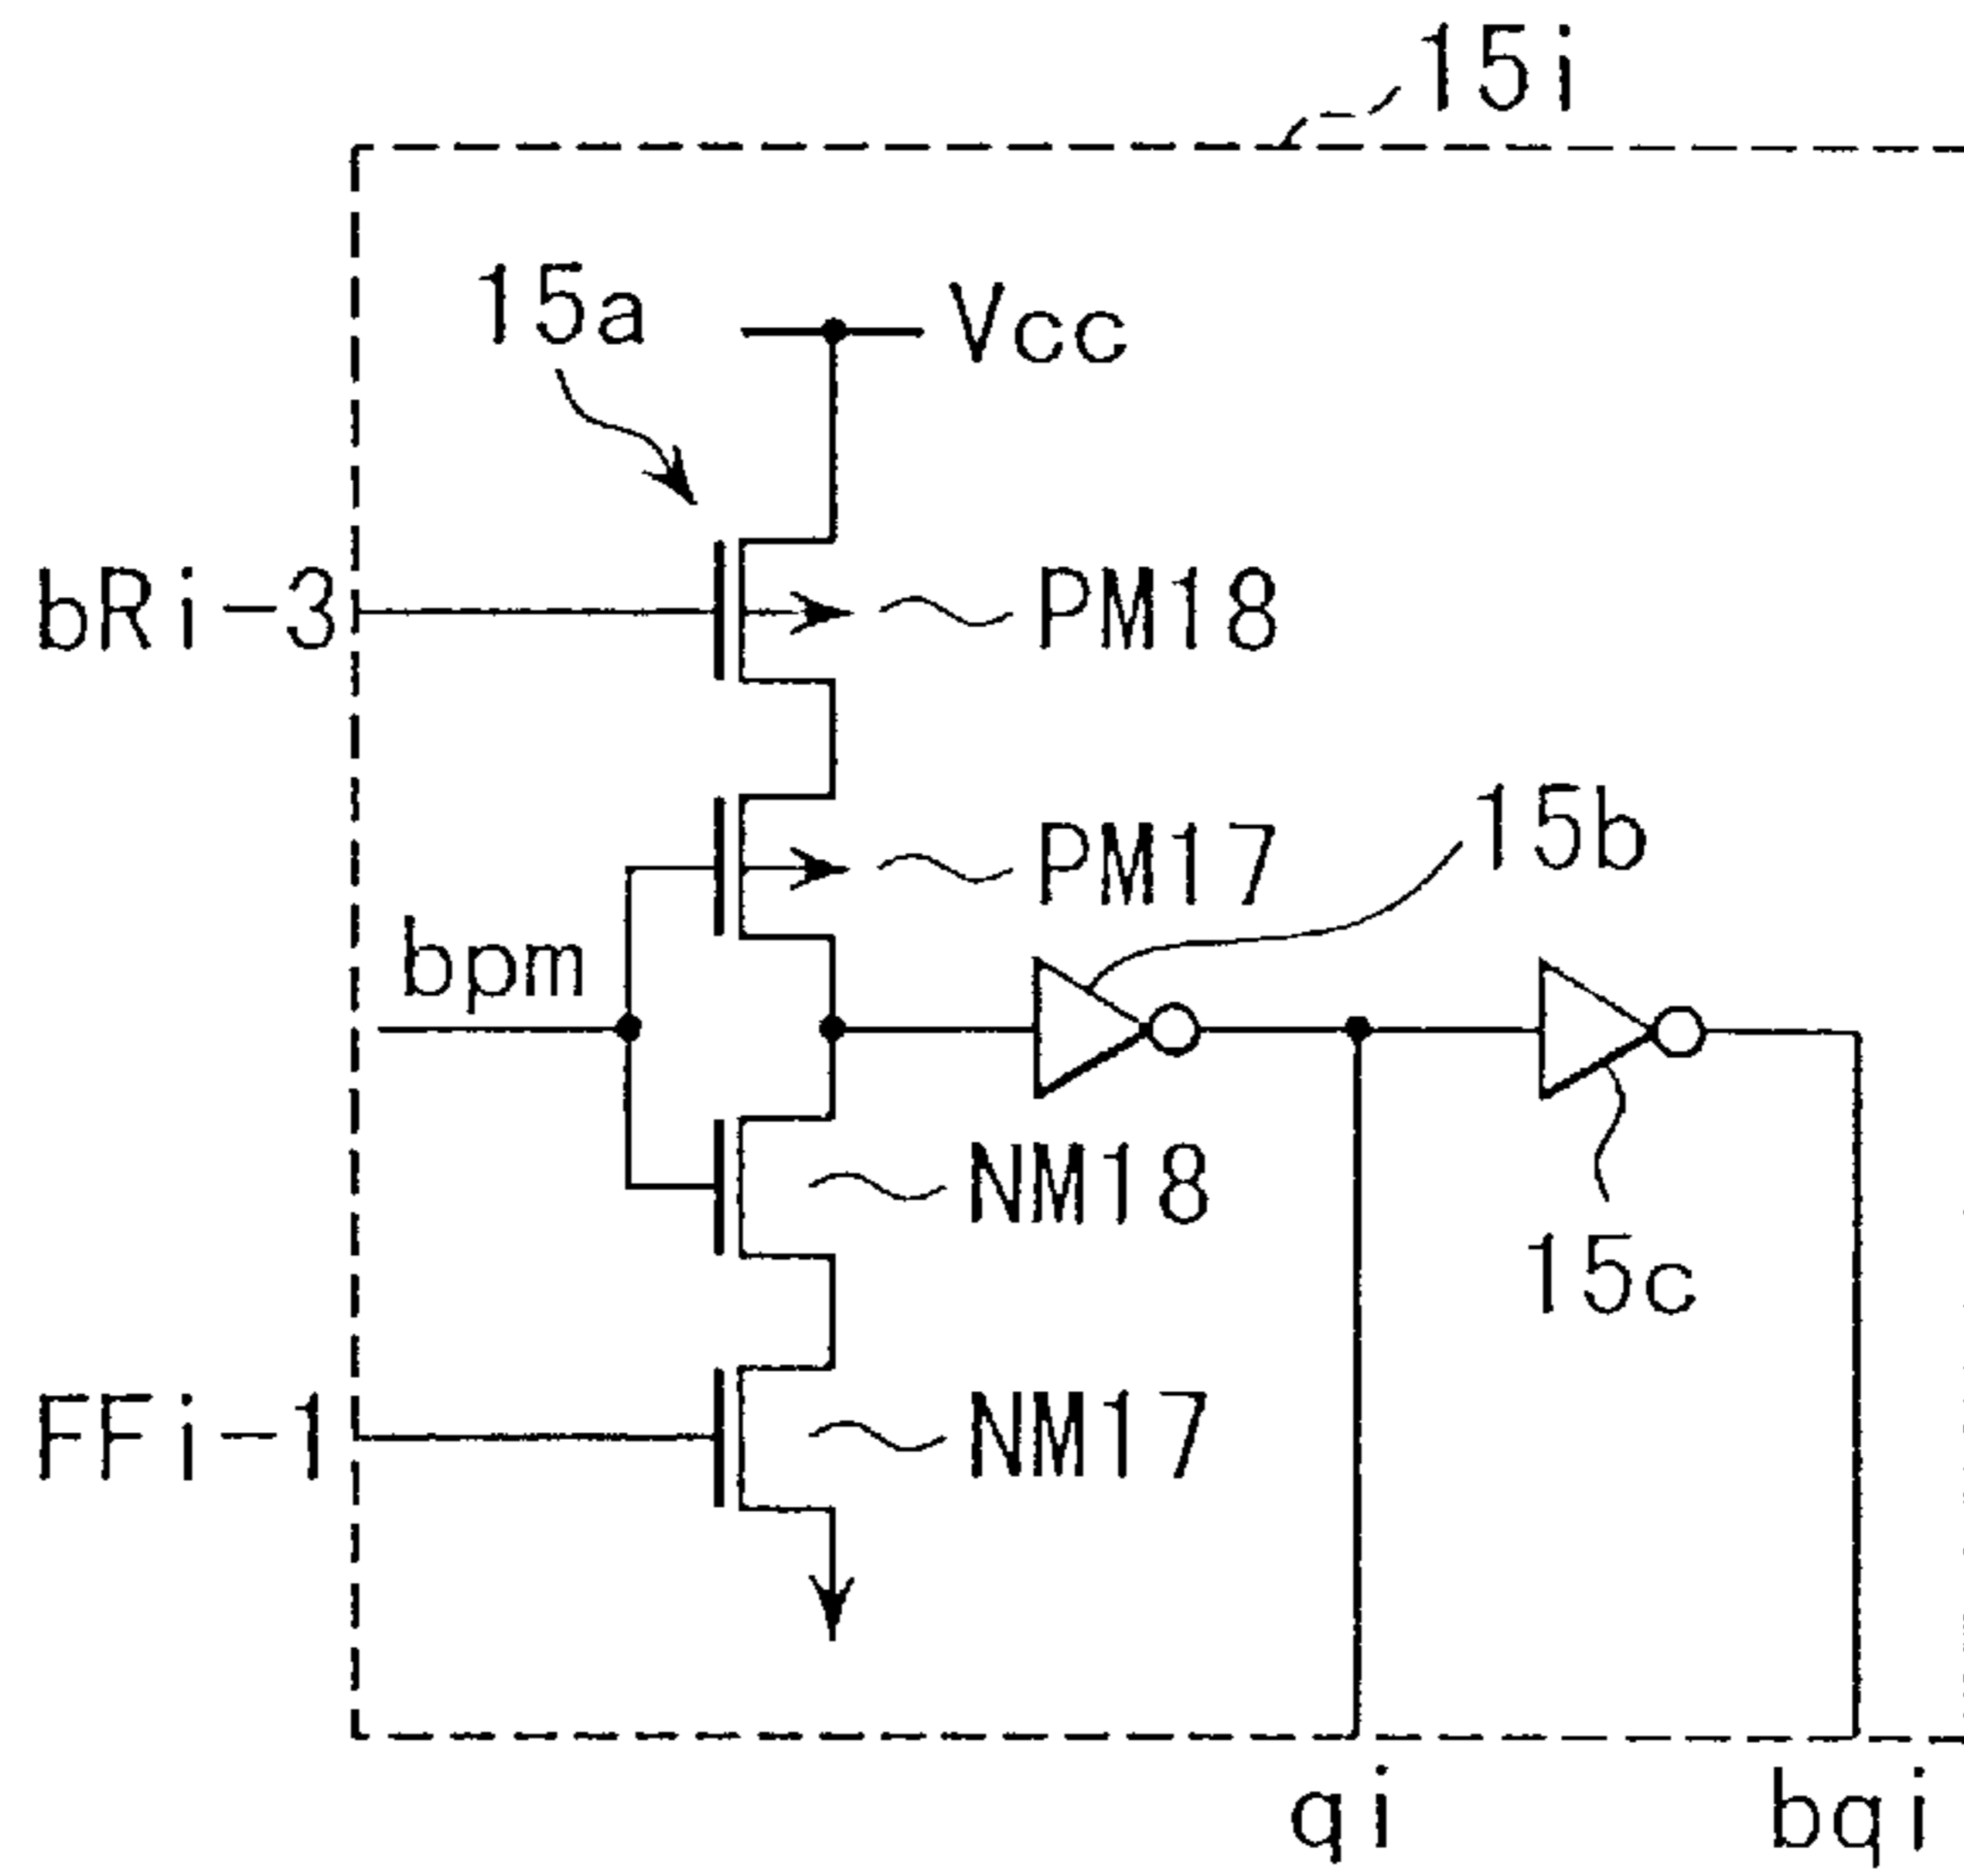 15i
15a
Vcc
bRi-3
PM18
PM17
15b
bpm
NM18
15c
FFi-1
NM17
qi
bqi